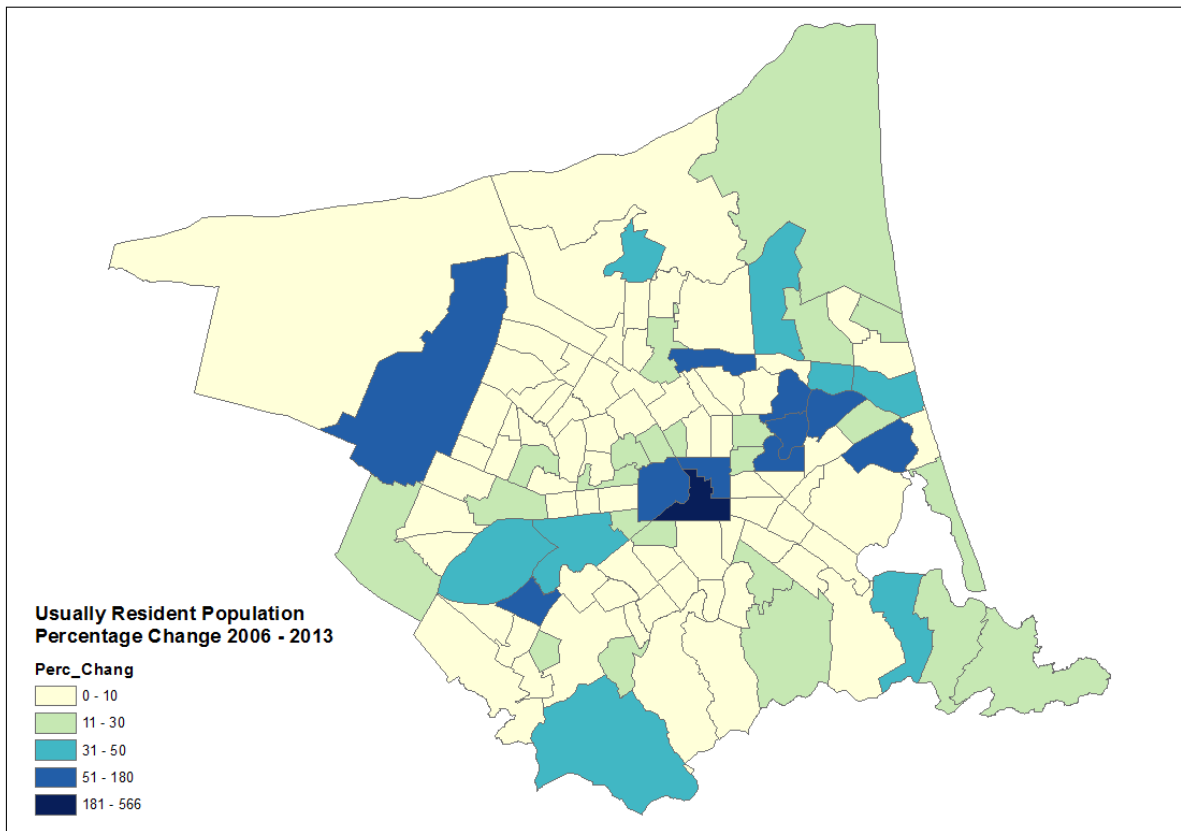 Usually Resident Population
Percentage Change 2006 - 2013
Perc_Chang
0 - 10
11 - 30
31 - 50
51 - 180
181 - 566